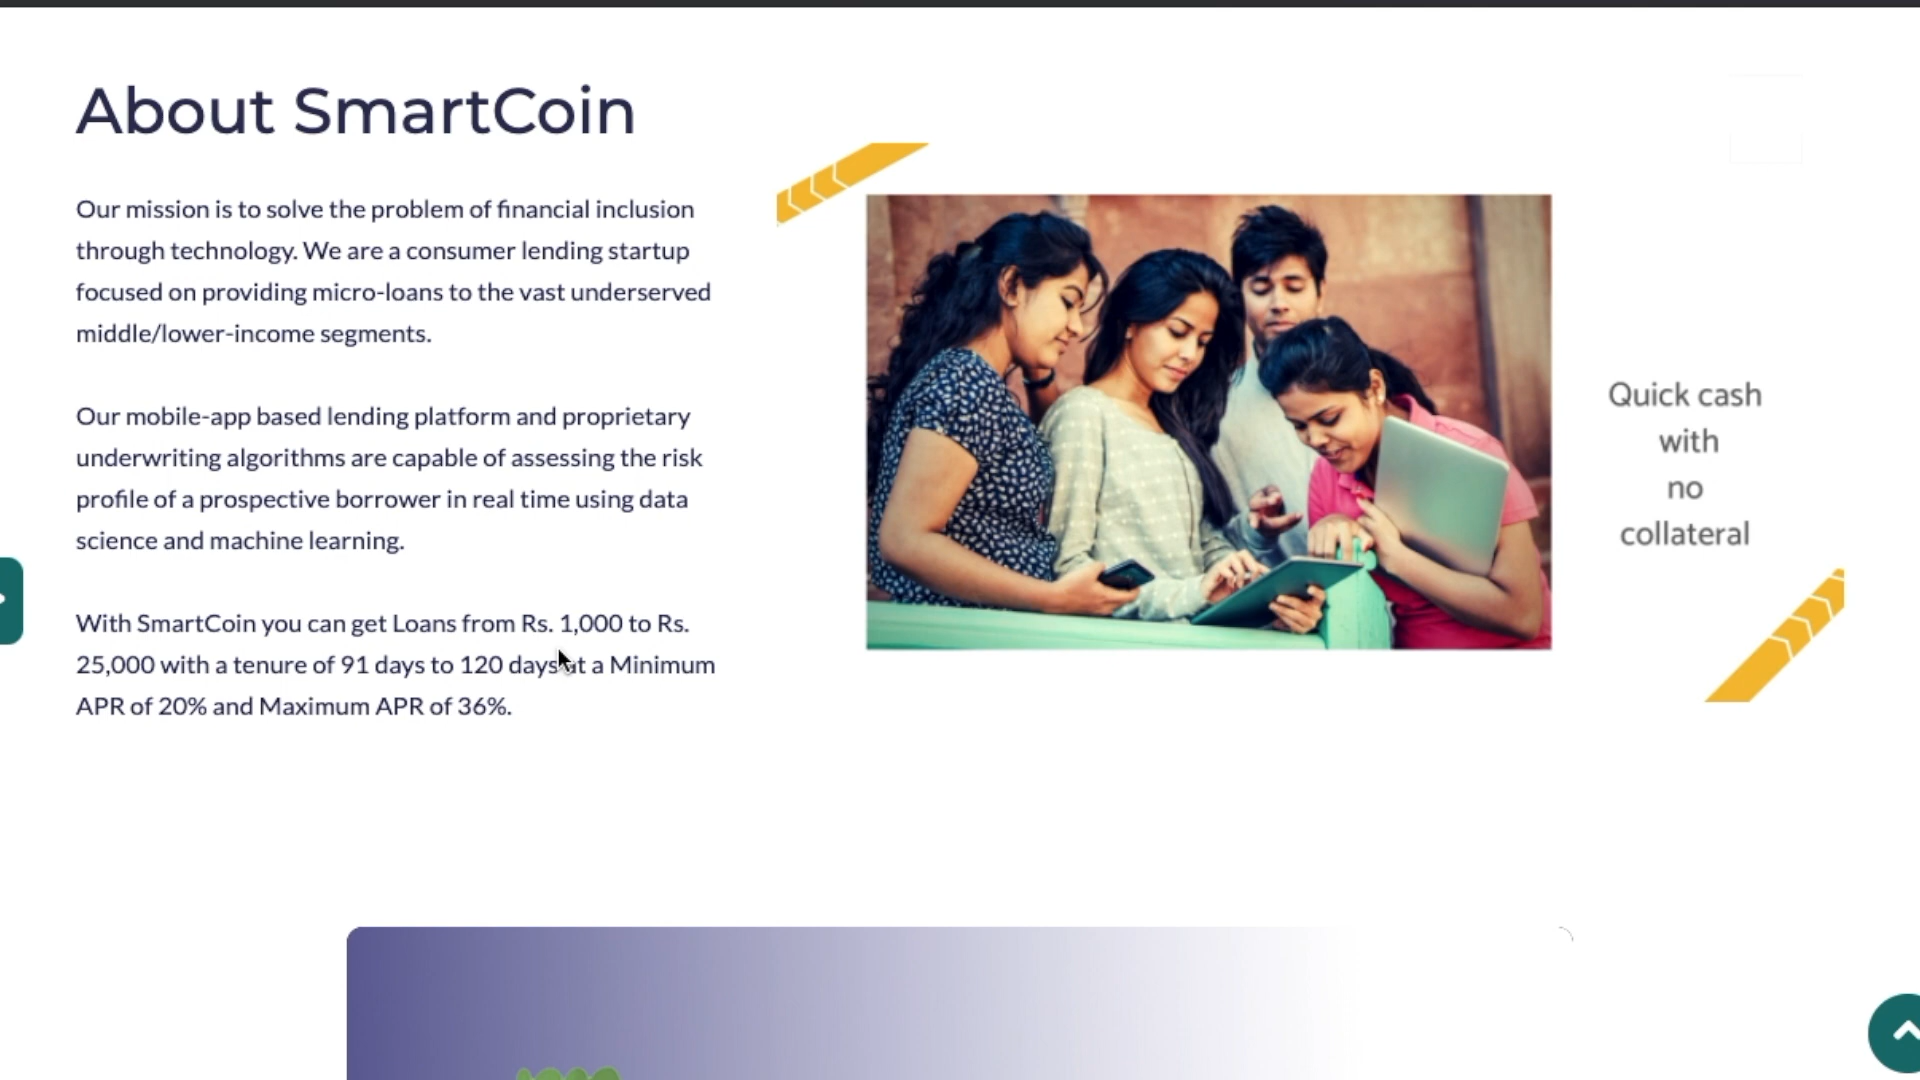 About SmartCoin
Our mission is to solve the problem of financial inclusion
through technology. We are a consumer lending startup
focused on providing micro-loans to the vast underserved
middle/lower-income segments.
Our mobile-app based lending platform and proprietary
underwriting algorithms are capable of assessing the risk
profile of a prospective borrower in real time using data
science and machine learning.
With SmartCoin you can get Loans from Rs. 1,000 to Rs.
25,000 with a tenure of 91 days to 120 days at a Minimum
APR of 20% and Maximum APR of 36%.
Quick cash
with
no
collateral